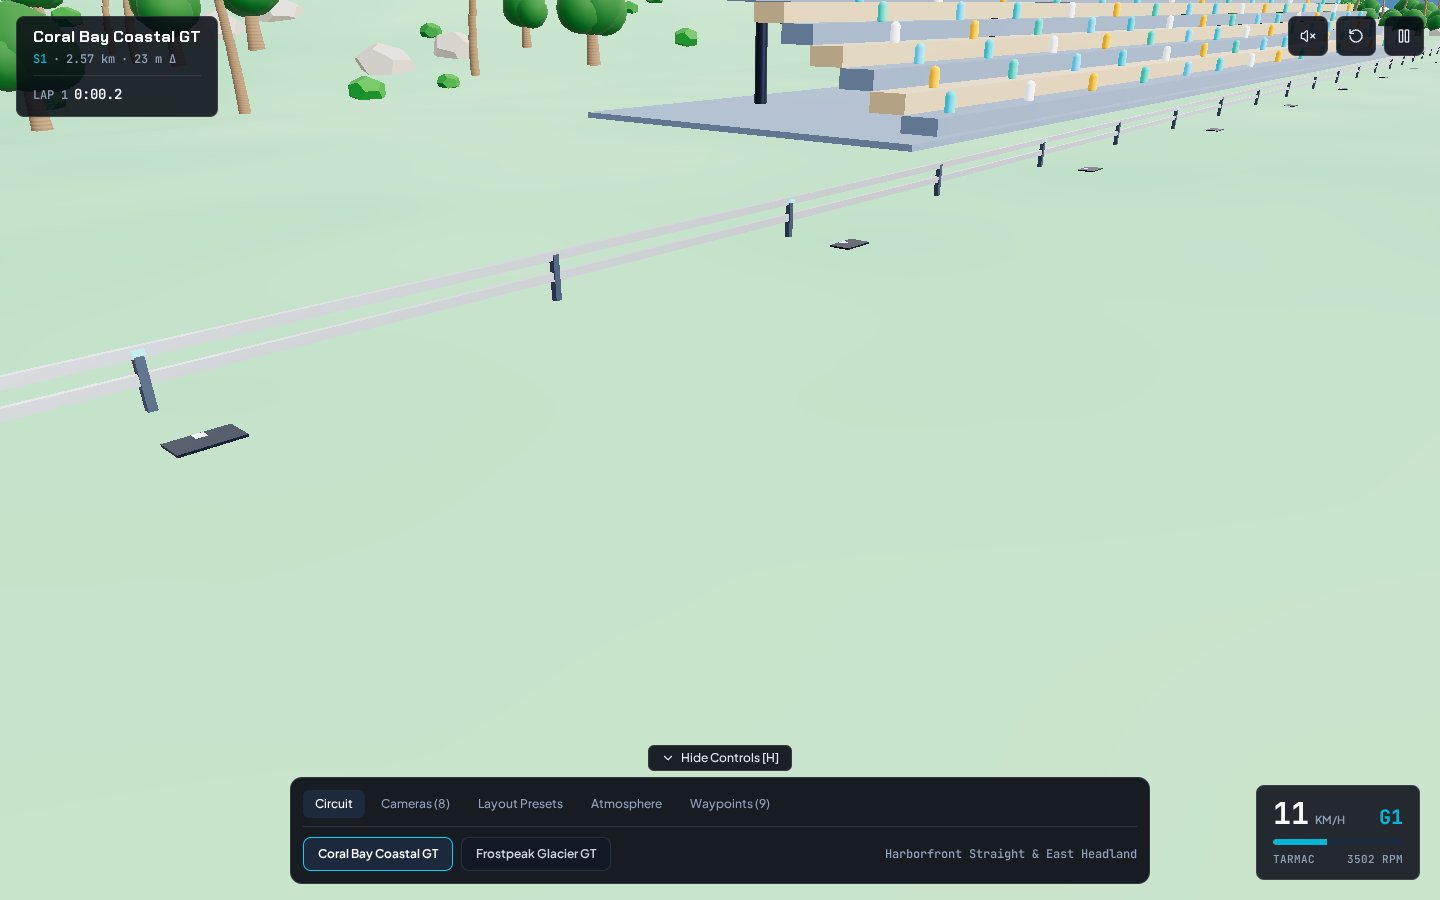 Coral Bay Coastal GT
S1 · 2.57 km · 23 m Δ
LAP 1 0:00.2
Hide Controls [H]
Circuit
Cameras (8)
Layout Presets
Atmosphere
Waypoints (9)
Coral Bay Coastal GT
Frostpeak Glacier GT
Harborfront Straight & East Headland
11 KM/H G1
TARMAC 3502 RPM